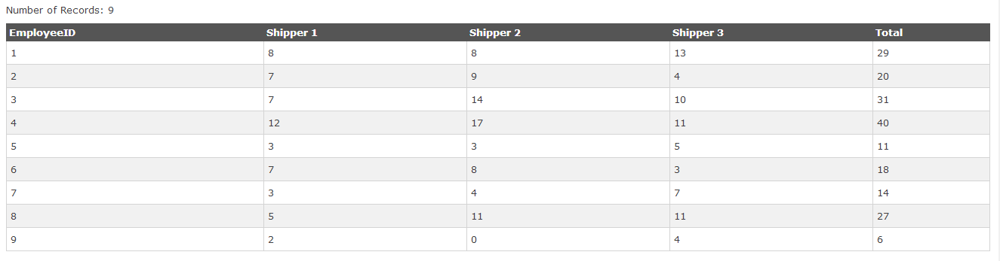 Number of Records: 9
EmployeeID Shipper 1 Shipper 2 Shipper 3 Total
1 8 8 13 29
2 7 9 4 20
3 7 14 10 31
4 12 17 11 40
5 3 3 5 11
6 7 8 3 18
7 3 4 7 14
8 5 11 11 27
9 2 0 4 6